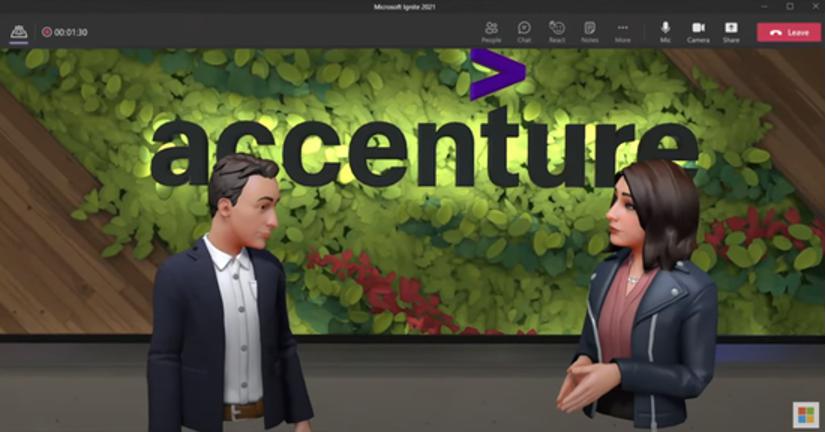 Microsoft Ignite 2021
00:01:30
People
Chat
React
Notes
More
Mic
Camera
Share
Leave
accenture